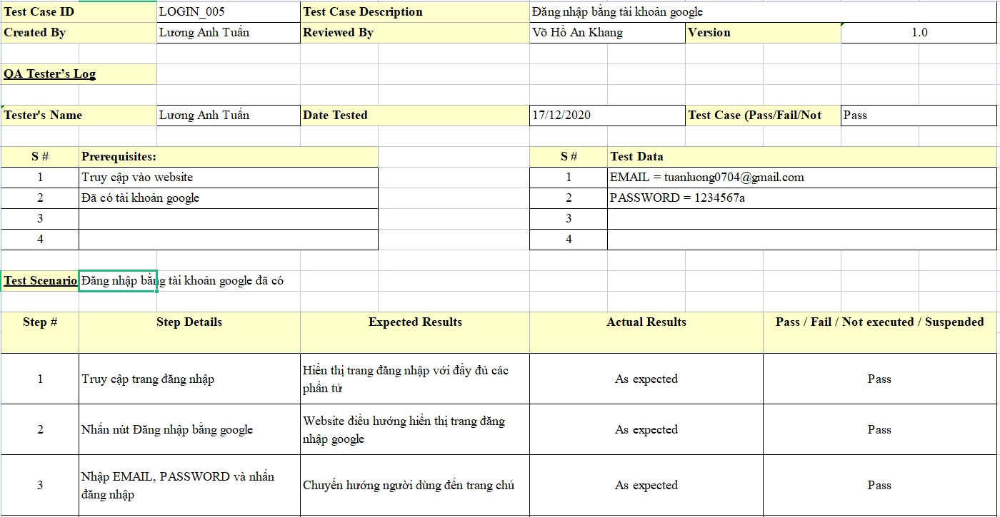 Test Case ID LOGIN_005 Test Case Description Đăng nhập bằng tài khoản google
Created By Lương Anh Tuấn Reviewed By Võ Hồ An Khang Version 1.0
QA Tester’s Log
Tester's Name Lương Anh Tuấn Date Tested 17/12/2020 Test Case (Pass/Fail/Not Pass
S # Prerequisites: S # Test Data
1 Truy cập vào website 1 EMAIL = tuanluong0704@gmail.com
2 Đã có tài khoản google 2 PASSWORD = 1234567a
3 3
4 4
Test Scenario Đăng nhập bằng tài khoản google đã có
Step # Step Details Expected Results Actual Results Pass / Fail / Not executed / Suspended
1 Truy cập trang đăng nhập Hiển thị trang đăng nhập với đầy đủ các
phần tử As expected Pass
2 Nhấn nút Đăng nhập bằng google Website điều hướng hiển thị trang đăng
nhập google As expected Pass
3 Nhập EMAIL, PASSWORD và nhấn
đăng nhập Chuyển hướng người dùng đến trang chủ As expected Pass